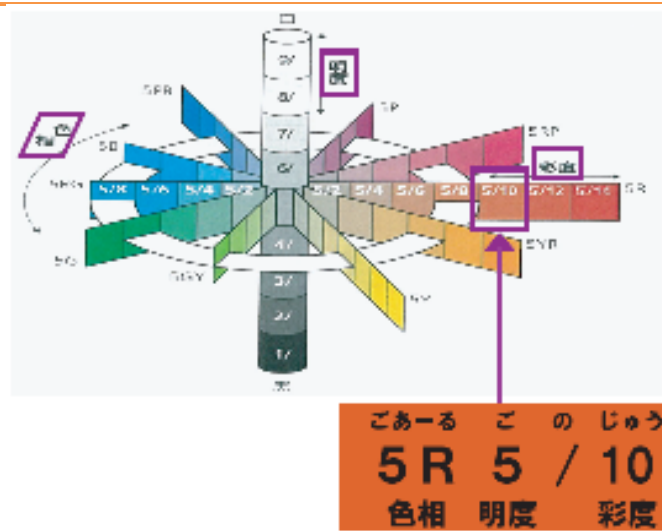 白
9/
明度
8/
5PB
5P
7/
色相
5B
6/
5RP
彩度
5BG
5/8 5/6 5/4 5/2 5/2 5/4 5/6 5/8 5/10 5/12 5/14 5R
5G
5GY
4/
5Y
5YR
3/
2/
1/
黒
ごあーる ご の じゅう
5R 5 / 10
色相 明度 彩度